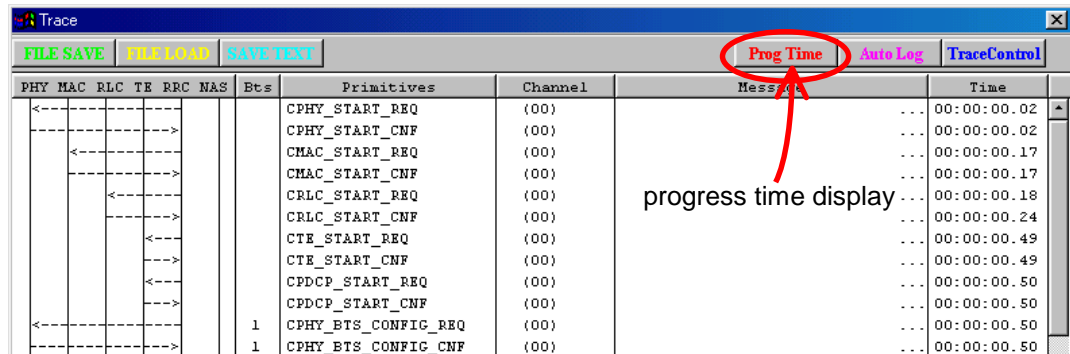 Trace
FILE SAVE FILE LOAD SAVE TEXT Prog Time Auto Log TraceControl
PHY MAC RLC TE RRC NAS Bts Primitives Channel Message Time
CPHY_START_REQ (00) ... 00:00:00.02
CPHY_START_CNF (00) ... 00:00:00.02
CMAC_START_REQ (00) ... 00:00:00.17
CMAC_START_CNF (00) ... 00:00:00.17
CRLC_START_REQ (00) progress time display ... 00:00:00.18
CRLC_START_CNF (00) ... 00:00:00.24
CTE_START_REQ (00) ... 00:00:00.49
CTE_START_CNF (00) ... 00:00:00.49
CPDCP_START_REQ (00) ... 00:00:00.50
CPDCP_START_CNF (00) ... 00:00:00.50
1 CPHY_BTS_CONFIG_REQ (00) ... 00:00:00.50
1 CPHY_BTS_CONFIG_CNF (00) ... 00:00:00.50